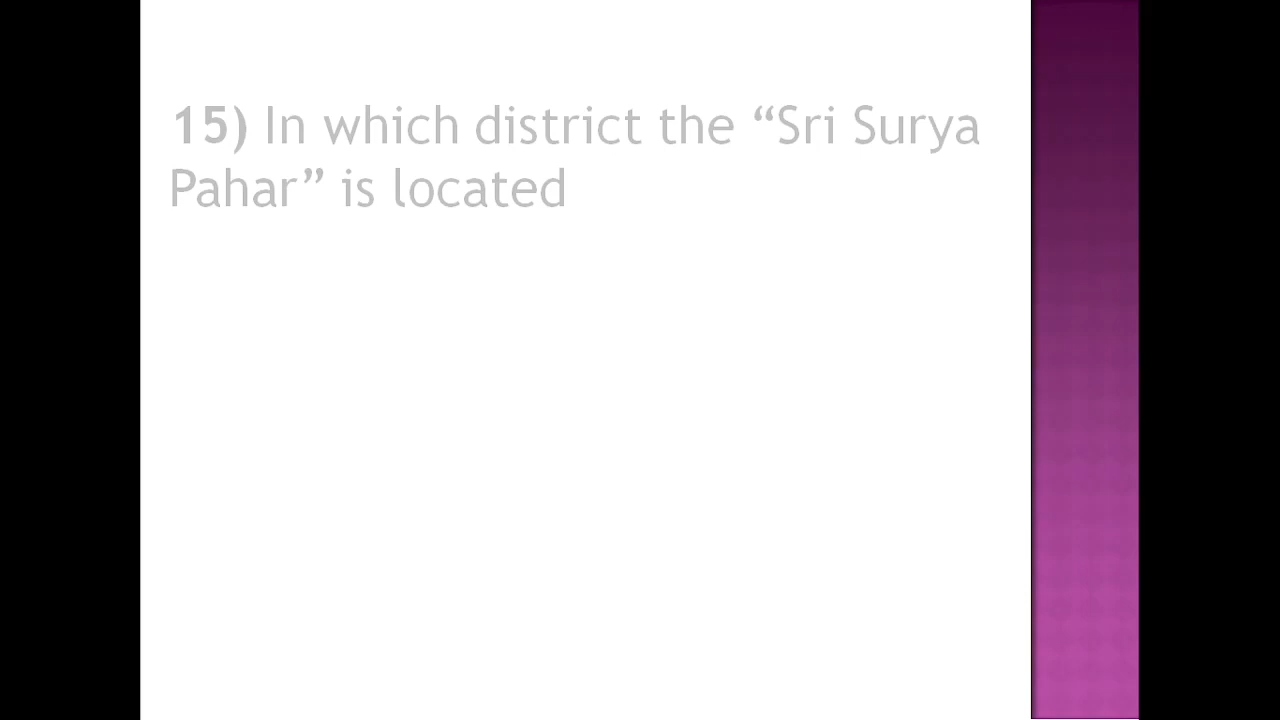 15) In which district the “Sri Surya
Pahar” is located